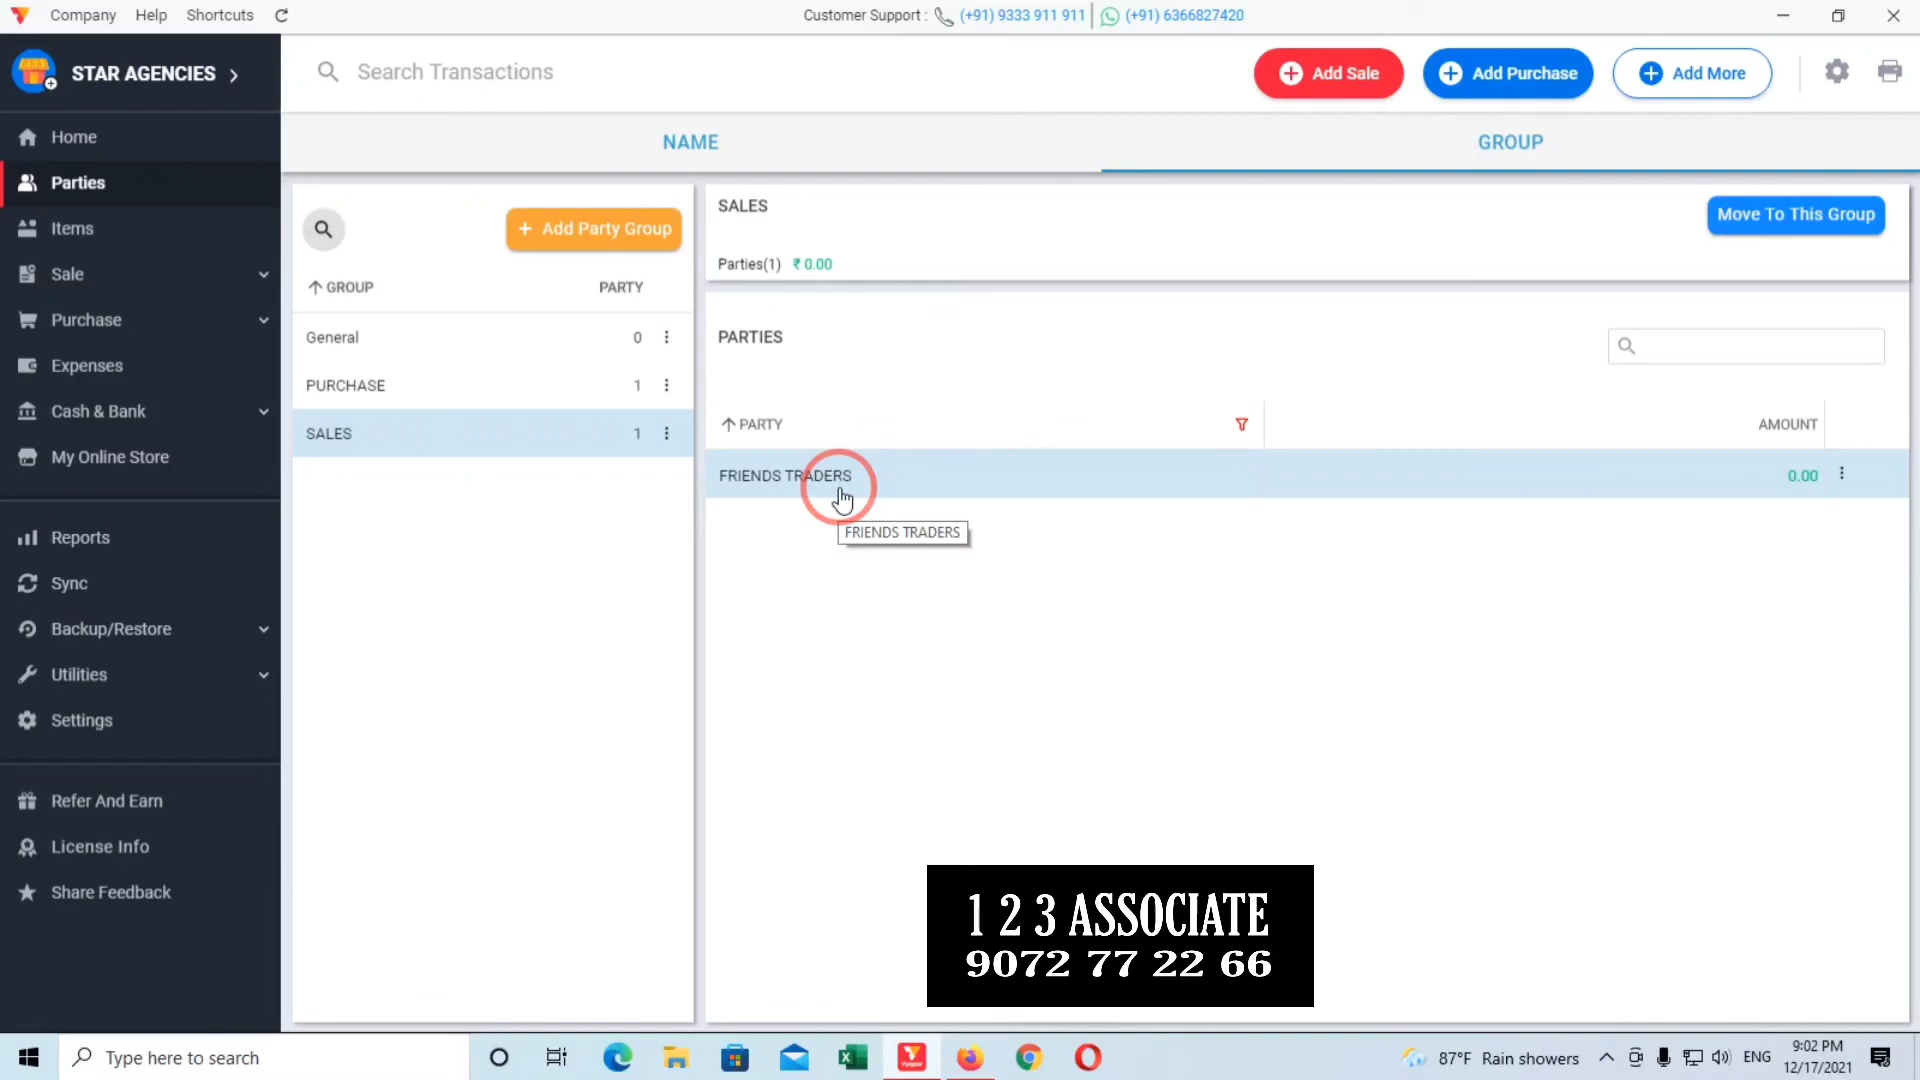 Company Help Shortcuts
Customer Support : (+91) 9333 911 911 (+91) 6366827420
STAR AGENCIES
Search Transactions
Add Sale
Add Purchase
Add More
Home
Parties
Items
Sale
Purchase
Expenses
Cash & Bank
My Online Store
Reports
Sync
Backup/Restore
Utilities
Settings
Refer And Earn
License Info
Share Feedback
NAME
GROUP
+ Add Party Group
GROUP PARTY
General 0
PURCHASE 1
SALES 1
SALES
Move To This Group
Parties(1) ₹ 0.00
PARTIES
PARTY AMOUNT
FRIENDS TRADERS 0.00
FRIENDS TRADERS
1 2 3 ASSOCIATE
9072 77 22 66
Type here to search
87°F Rain showers
ENG
9:02 PM
12/17/2021